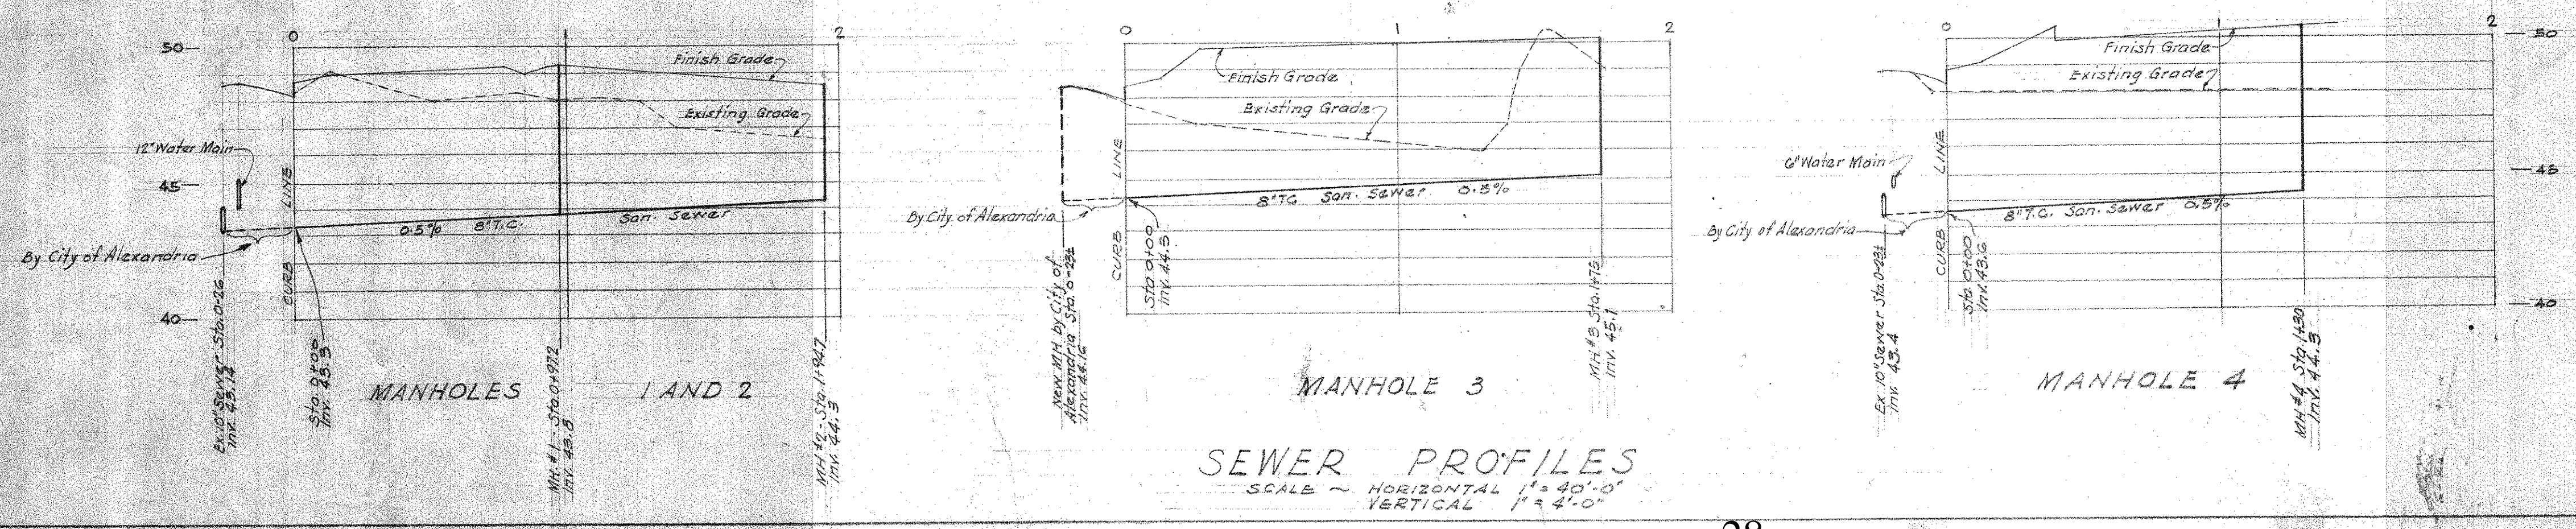 0
2
50
Finish Grade
Existing Grade
12" Water Main
45
CURB LINE
0.5% 8" T.C. San. Sewer
By City of Alexandria
40
Ex. 10" Sewer Sta. 0-26
Inv. 43.14
Sta. 0+00
Inv. 43.3
MH. #1 - Sta. 0+97.2
Inv. 43.8
MH #2 - Sta. 1+94.7
Inv. 44.3
MANHOLES 1 AND 2
0
1
2
Finish Grade
Existing Grade
CURB LINE
8" T.C. San. Sewer 0.5%
By City of Alexandria
New MH by City of
Alexandria Sta. 0-23±
Inv. 44.16
Sta. 0+00
Inv. 44.3
MH #3 Sta. 1+75
Inv. 45.1
MANHOLE 3
0
1
2
50
Finish Grade
Existing Grade
6" Water Main
CURB LINE
45
8" T.C. San. Sewer 0.5%
By City of Alexandria
40
Ex. 10" Sewer Sta. 0-23±
Inv. 43.4
Sta. 0+00
Inv. 43.6
MH #4 Sta. 1+30
Inv. 44.3
MANHOLE 4
SEWER PROFILES
SCALE ~ HORIZONTAL 1" = 40'-0"
VERTICAL 1" = 4'-0"